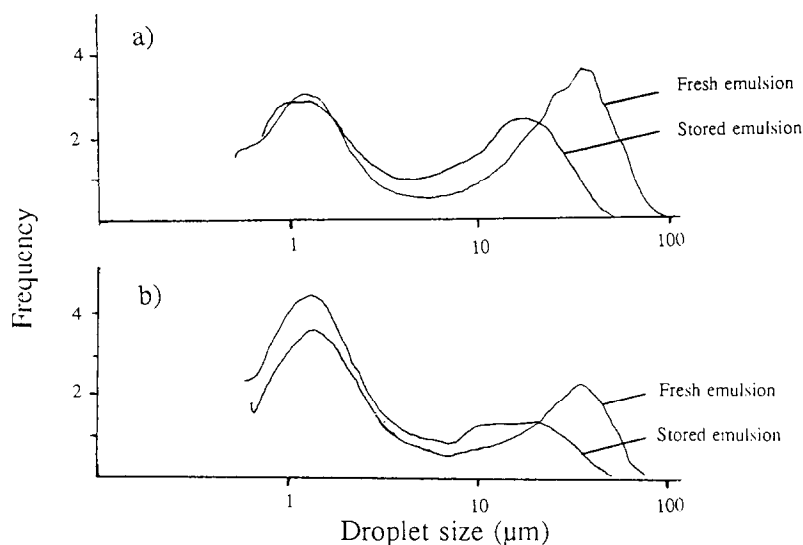 a)
4
2
Fresh emulsion
Stored emulsion
1
10
100
Frequency
b)
4
2
Fresh emulsion
Stored emulsion
1
10
100
Droplet size (µm)